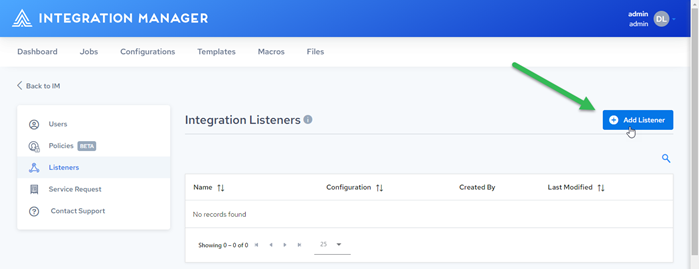 INTEGRATION MANAGER
admin
admin
DL
Dashboard Jobs Configurations Templates Macros Files
Back to IM
Users
Policies BETA
Listeners
Service Request
Contact Support
Integration Listeners
Add Listener
Name Configuration Created By Last Modified
No records found
Showing 0 – 0 of 0 25